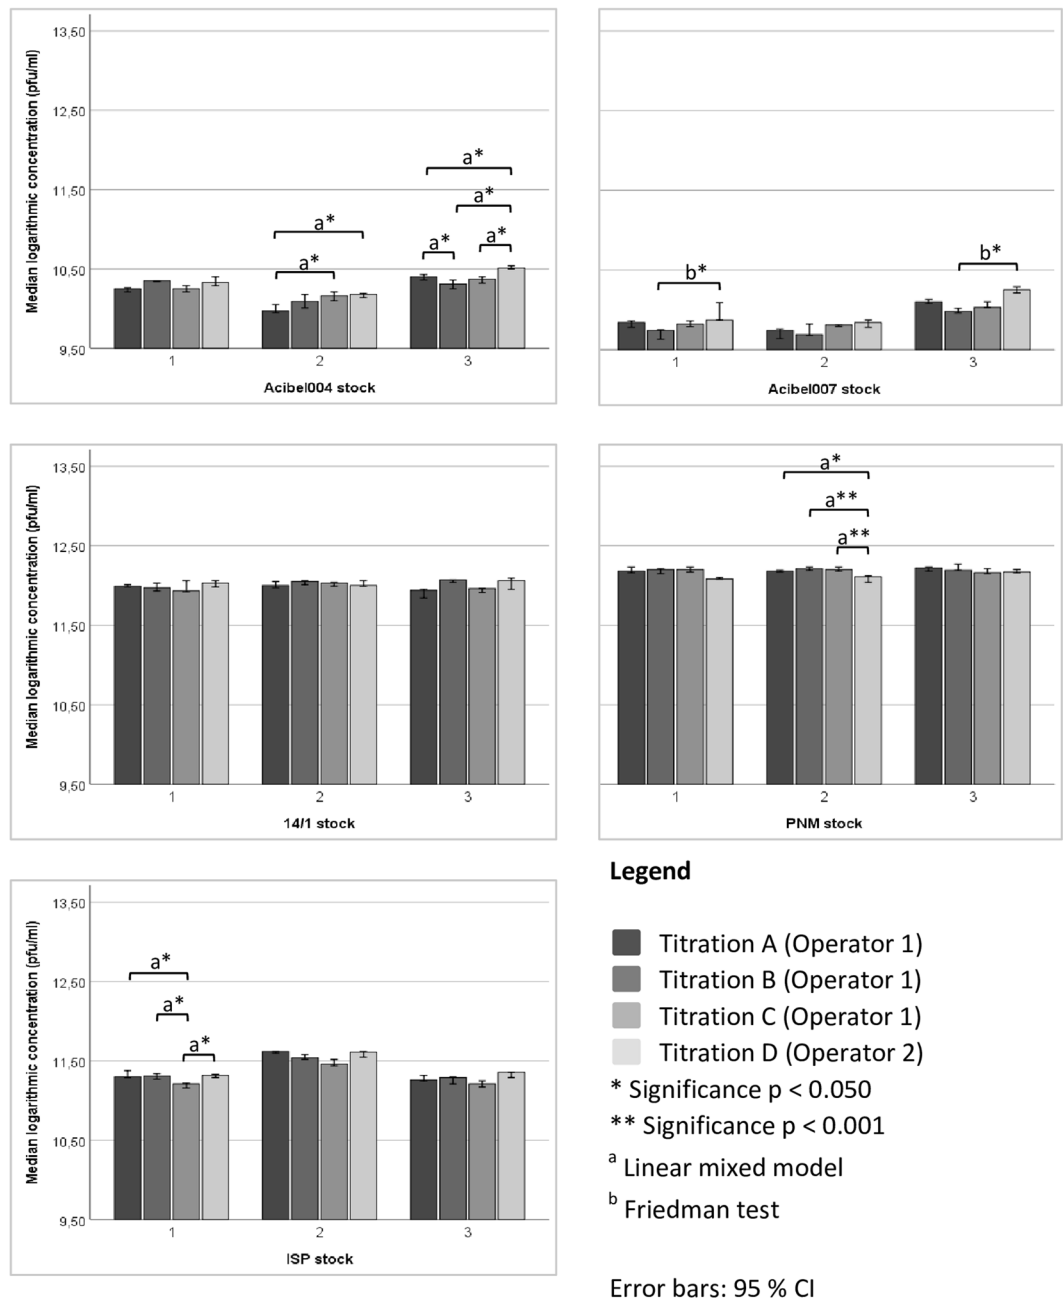 Median logarithmic concentration (pfu/ml)
13,50
12,50
11,50
10,50
9,50
a*
a*
a*
a*
a*
a*
1
2
3
Acibel004 stock
b*
b*
1
2
3
Acibel007 stock
Median logarithmic concentration (pfu/ml)
13,50
12,50
11,50
10,50
9,50
1
2
3
14/1 stock
a*
a**
a**
1
2
3
PNM stock
Median logarithmic concentration (pfu/ml)
13,50
12,50
11,50
10,50
9,50
a*
a*
a*
1
2
3
ISP stock
Legend
Titration A (Operator 1)
Titration B (Operator 1)
Titration C (Operator 1)
Titration D (Operator 2)
* Significance p < 0.050
** Significance p < 0.001
a Linear mixed model
b Friedman test
Error bars: 95 % CI